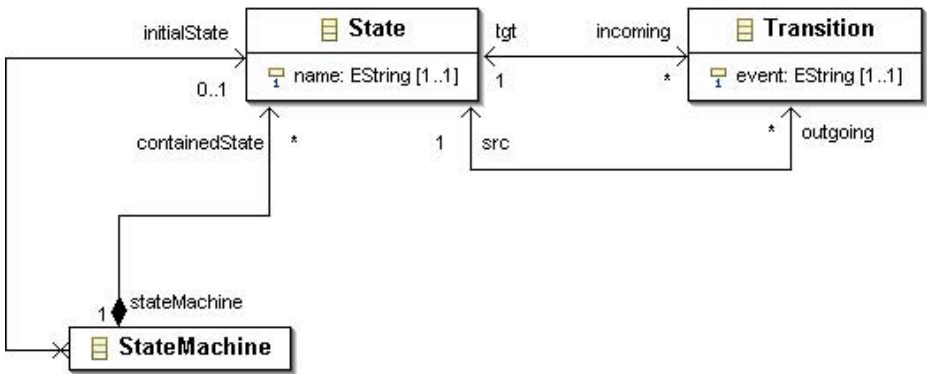 initialState
State
tgt
incoming
Transition
name: EString [1..1]
event: EString [1..1]
0..1
1
*
containedState
*
1
src
*
outgoing
1
stateMachine
StateMachine